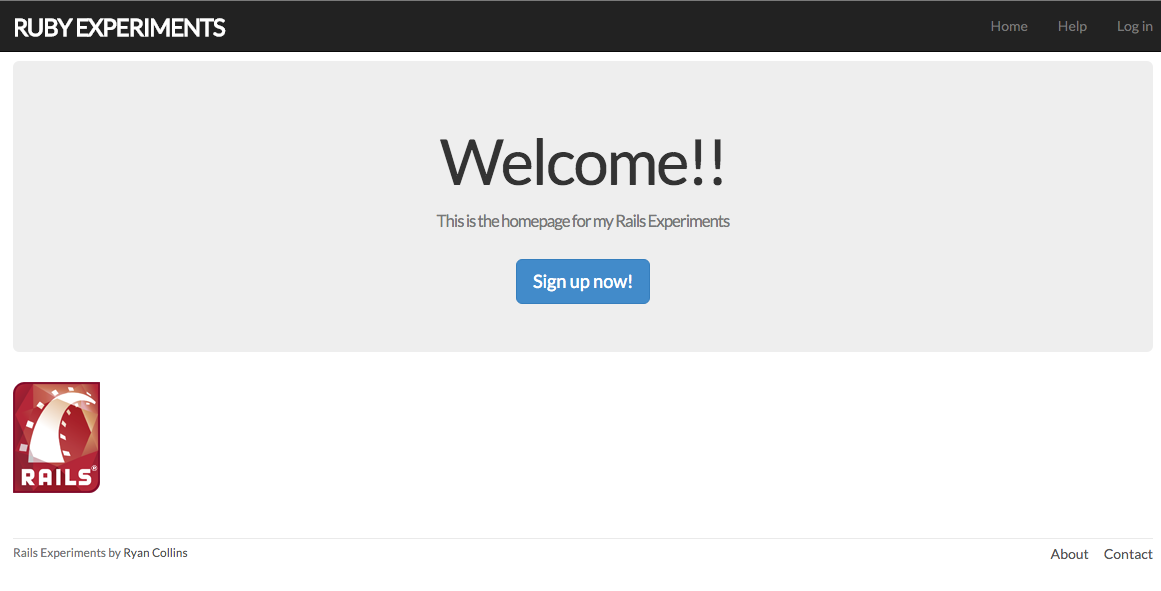 RUBY EXPERIMENTS
Home Help Log in
Welcome!!
This is the homepage for my Rails Experiments
Sign up now!
RAILS®
Rails Experiments by Ryan Collins
About Contact